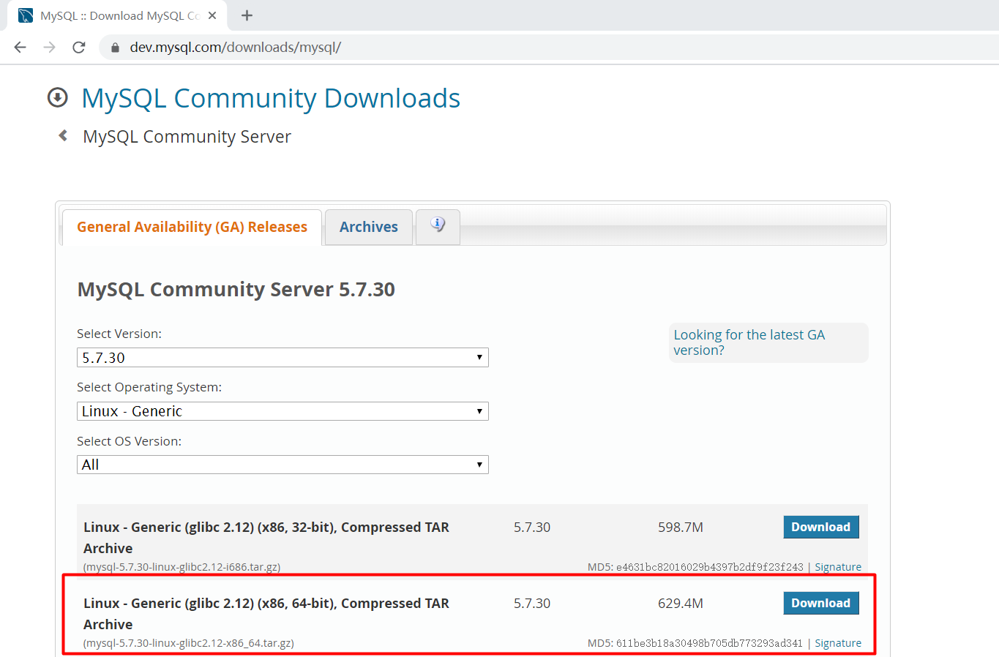 MySQL :: Download MySQL Co
dev.mysql.com/downloads/mysql/
MySQL Community Downloads
MySQL Community Server
General Availability (GA) Releases
Archives
MySQL Community Server 5.7.30
Select Version:
Looking for the latest GA
version?
5.7.30
Select Operating System:
Linux - Generic
Select OS Version:
All
Linux - Generic (glibc 2.12) (x86, 32-bit), Compressed TAR 5.7.30 598.7M Download
Archive
(mysql-5.7.30-linux-glibc2.12-i686.tar.gz) MD5: e4631bc82016029b4397b2df9f23f243 | Signature
Linux - Generic (glibc 2.12) (x86, 64-bit), Compressed TAR 5.7.30 629.4M Download
Archive
(mysql-5.7.30-linux-glibc2.12-x86_64.tar.gz) MD5: 611be3b18a30498b705db773293ad341 | Signature